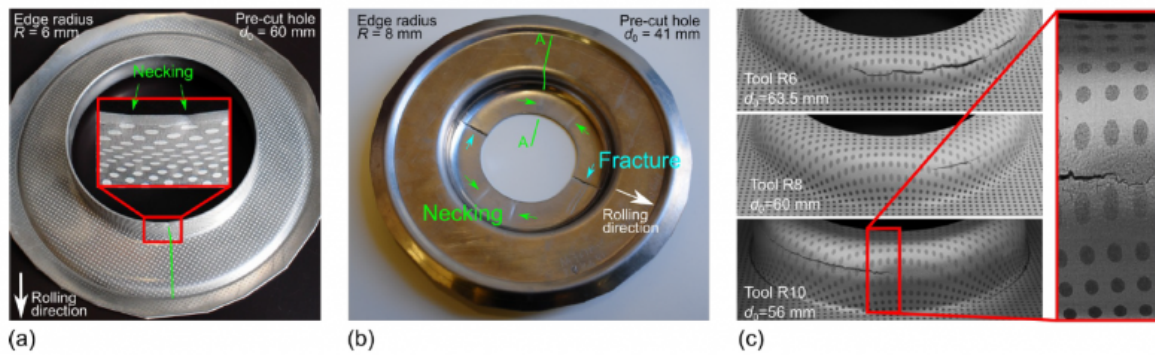 Edge radius
R = 6 mm
Pre-cut hole
d₀ = 60 mm
Necking
Rolling
direction
(a)
Edge radius
R = 8 mm
Pre-cut hole
d₀ = 41 mm
A
A
Fracture
Necking
Rolling
direction
(b)
Tool R6
d₀=63.5 mm
Tool R8
d₀=60 mm
Tool R10
d₀=56 mm
(c)